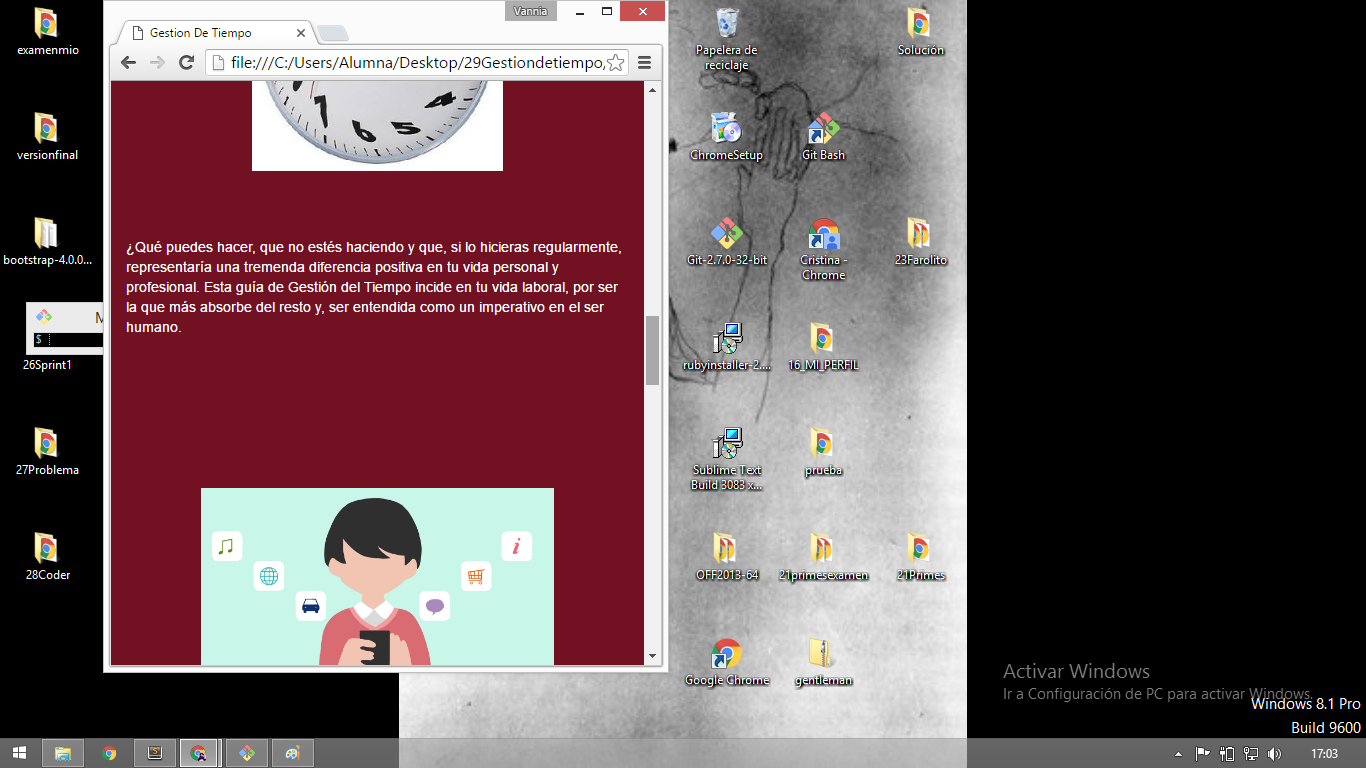 examenmio
versionfinal
bootstrap-4.0.0...
M
$
26Sprint1
27Problema
28Coder
Vannia
Gestion De Tiempo
file:///C:/Users/Alumna/Desktop/29Gestiondetiempo/
7 6 5 4
¿Qué puedes hacer, que no estés haciendo y que, si lo hicieras regularmente,
representaría una tremenda diferencia positiva en tu vida personal y
profesional. Esta guía de Gestión del Tiempo incide en tu vida laboral, por ser
la que más absorbe del resto y, ser entendida como un imperativo en el ser
humano.
i
Papelera de
reciclaje
Solución
ChromeSetup
Git Bash
Git-2.7.0-32-bit
Cristina -
Chrome
23Farolito
rubyinstaller-2....
16_MI_PERFIL
Sublime Text
Build 3083 x...
prueba
OFF2013-64
21primesexamen
21Primes
Google Chrome
gentleman
Activar Windows
Ir a Configuración de PC para activar Windows.
Windows 8.1 Pro
Build 9600
17:03